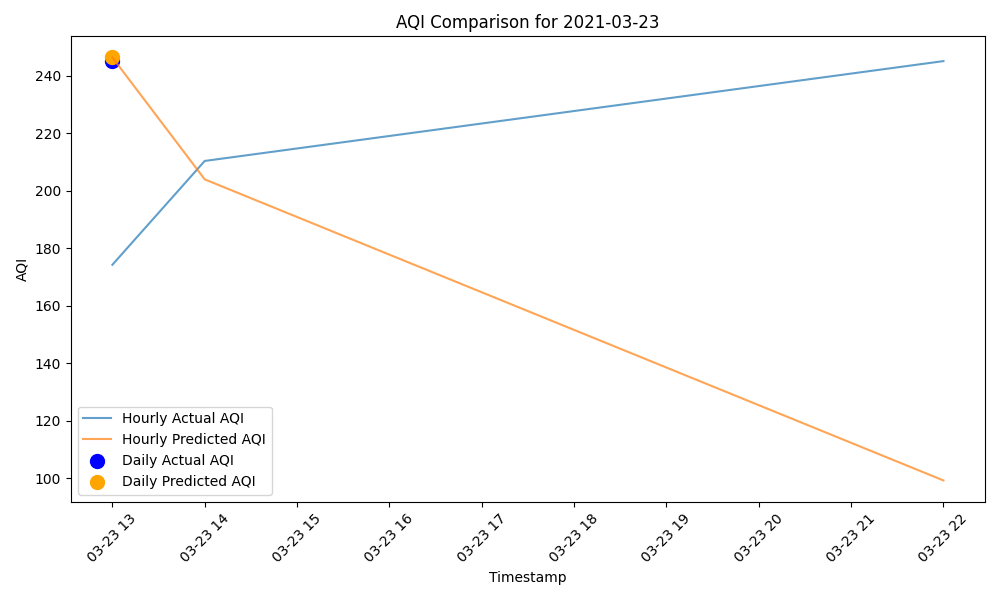 AQI Comparison for 2021-03-23
AQI
240
220
200
180
160
140
120
100
Hourly Actual AQI
Hourly Predicted AQI
Daily Actual AQI
Daily Predicted AQI
03-23 13
03-23 14
03-23 15
03-23 16
03-23 17
03-23 18
03-23 19
03-23 20
03-23 21
03-23 22
Timestamp